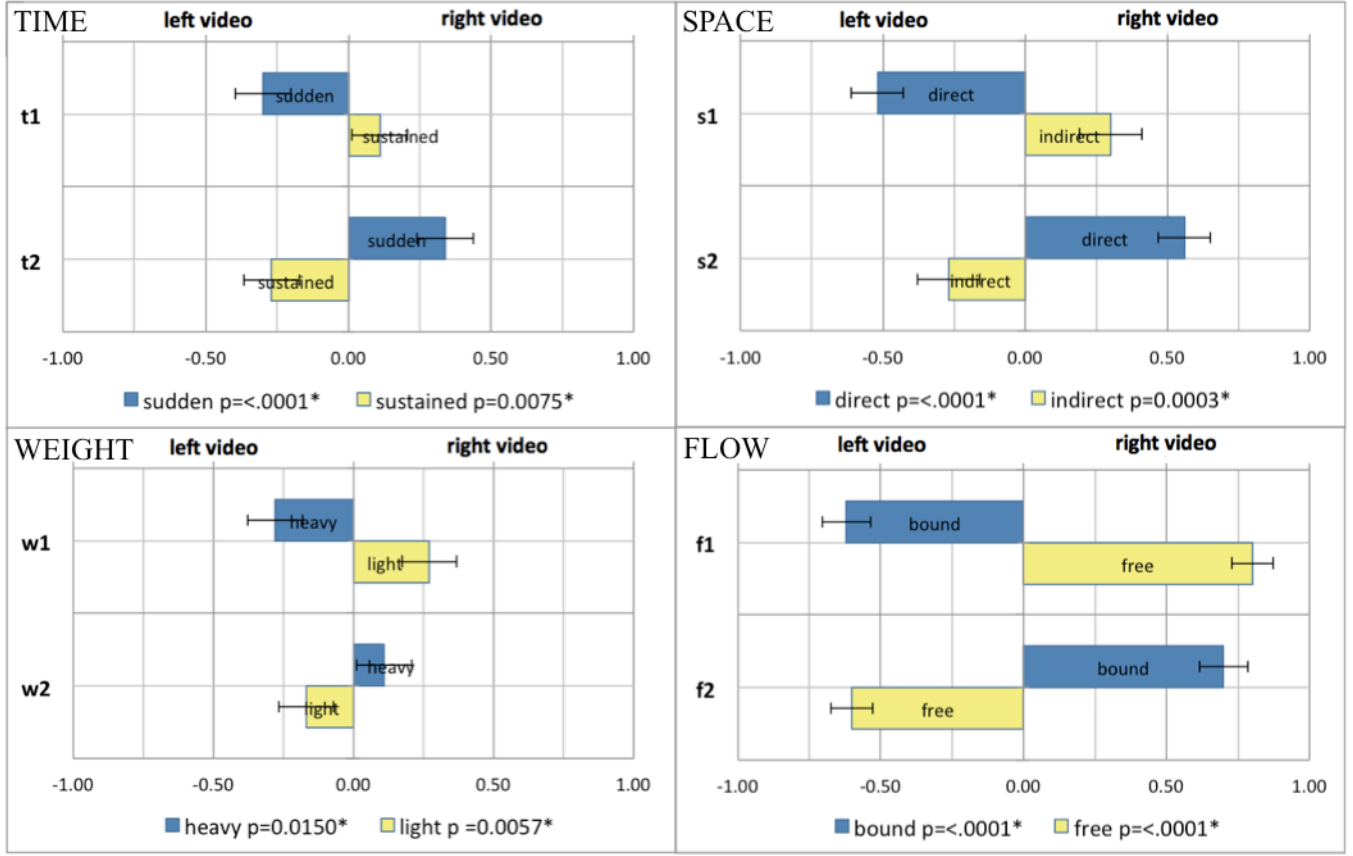 TIME left video right video
t1 sudden
sustained
t2 sudden
sustained
-1.00 -0.50 0.00 0.50 1.00
sudden p=<.0001* sustained p=0.0075*
SPACE left video right video
s1 direct
indirect
s2 direct
indirect
-1.00 -0.50 0.00 0.50 1.00
direct p=<.0001* indirect p=0.0003*
WEIGHT left video right video
w1 heavy
light
w2 heavy
light
-1.00 -0.50 0.00 0.50 1.00
heavy p=0.0150* light p =0.0057*
FLOW left video right video
f1 bound
free
f2 bound
free
-1.00 -0.50 0.00 0.50 1.00
bound p=<.0001* free p=<.0001*